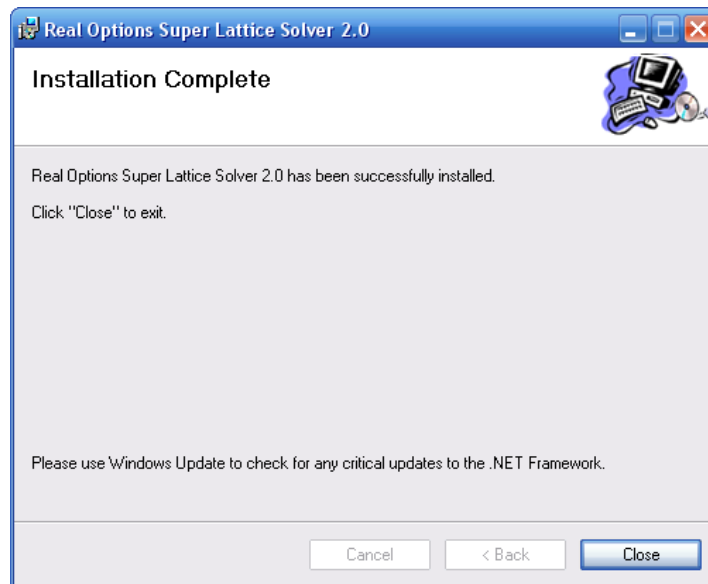 Real Options Super Lattice Solver 2.0
Installation Complete
Real Options Super Lattice Solver 2.0 has been successfully installed.
Click "Close" to exit.
Please use Windows Update to check for any critical updates to the .NET Framework.
Cancel
< Back
Close